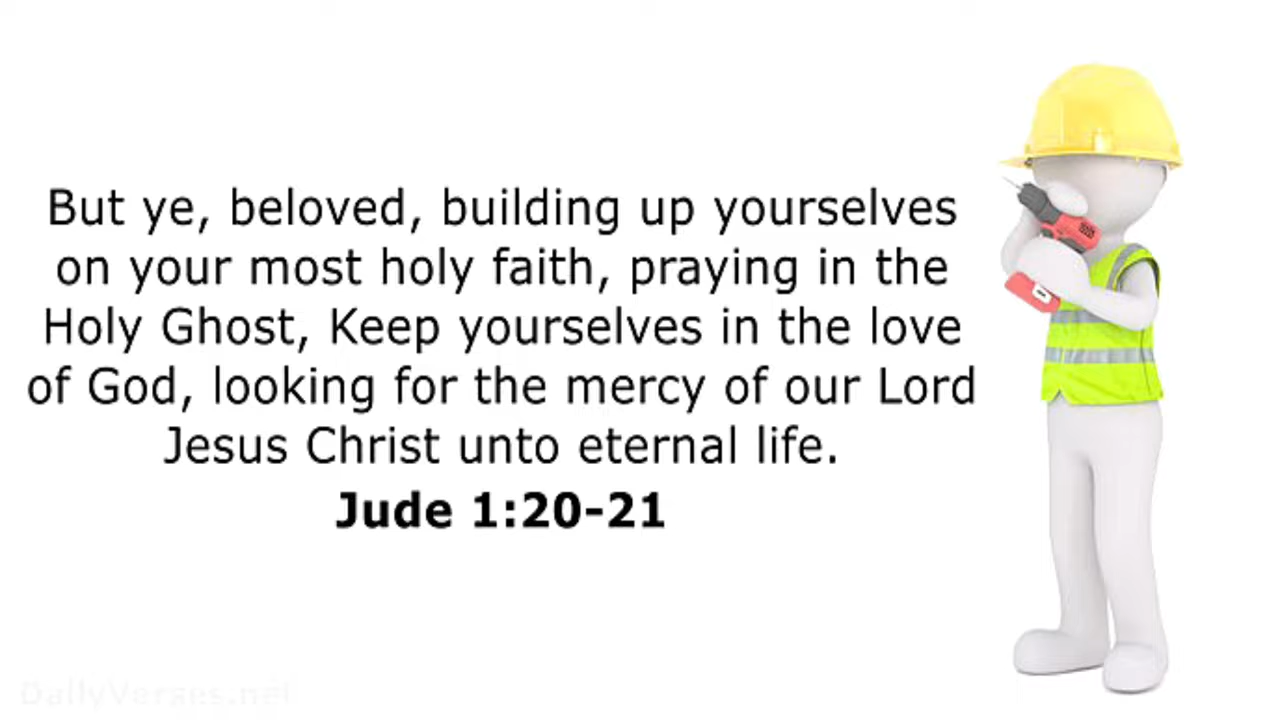 But ye, beloved, building up yourselves
on your most holy faith, praying in the
Holy Ghost, Keep yourselves in the love
of God, looking for the mercy of our Lord
Jesus Christ unto eternal life.
Jude 1:20-21
DailyVerses.net